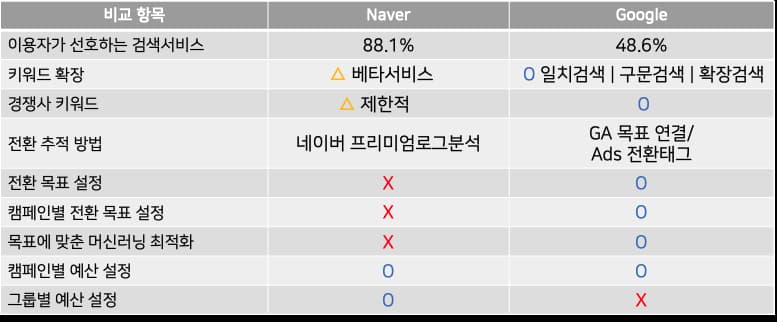 비교 항목 Naver Google
이용자가 선호하는 검색서비스 88.1% 48.6%
키워드 확장 △ 베타서비스 O 일치검색 | 구문검색 | 확장검색
경쟁사 키워드 △ 제한적 O
전환 추적 방법 네이버 프리미엄로그분석 GA 목표 연결/
Ads 전환태그
전환 목표 설정 X O
캠페인별 전환 목표 설정 X O
목표에 맞춘 머신러닝 최적화 X O
캠페인별 예산 설정 O O
그룹별 예산 설정 O X